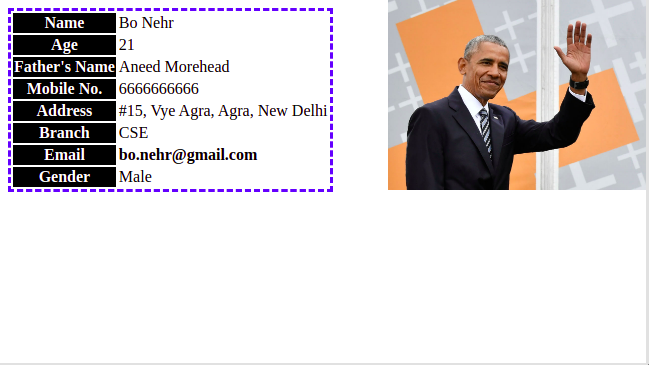 Name Bo Nehr
Age 21
Father's Name Aneed Morehead
Mobile No. 6666666666
Address #15, Vye Agra, Agra, New Delhi
Branch CSE
Email bo.nehr@gmail.com
Gender Male